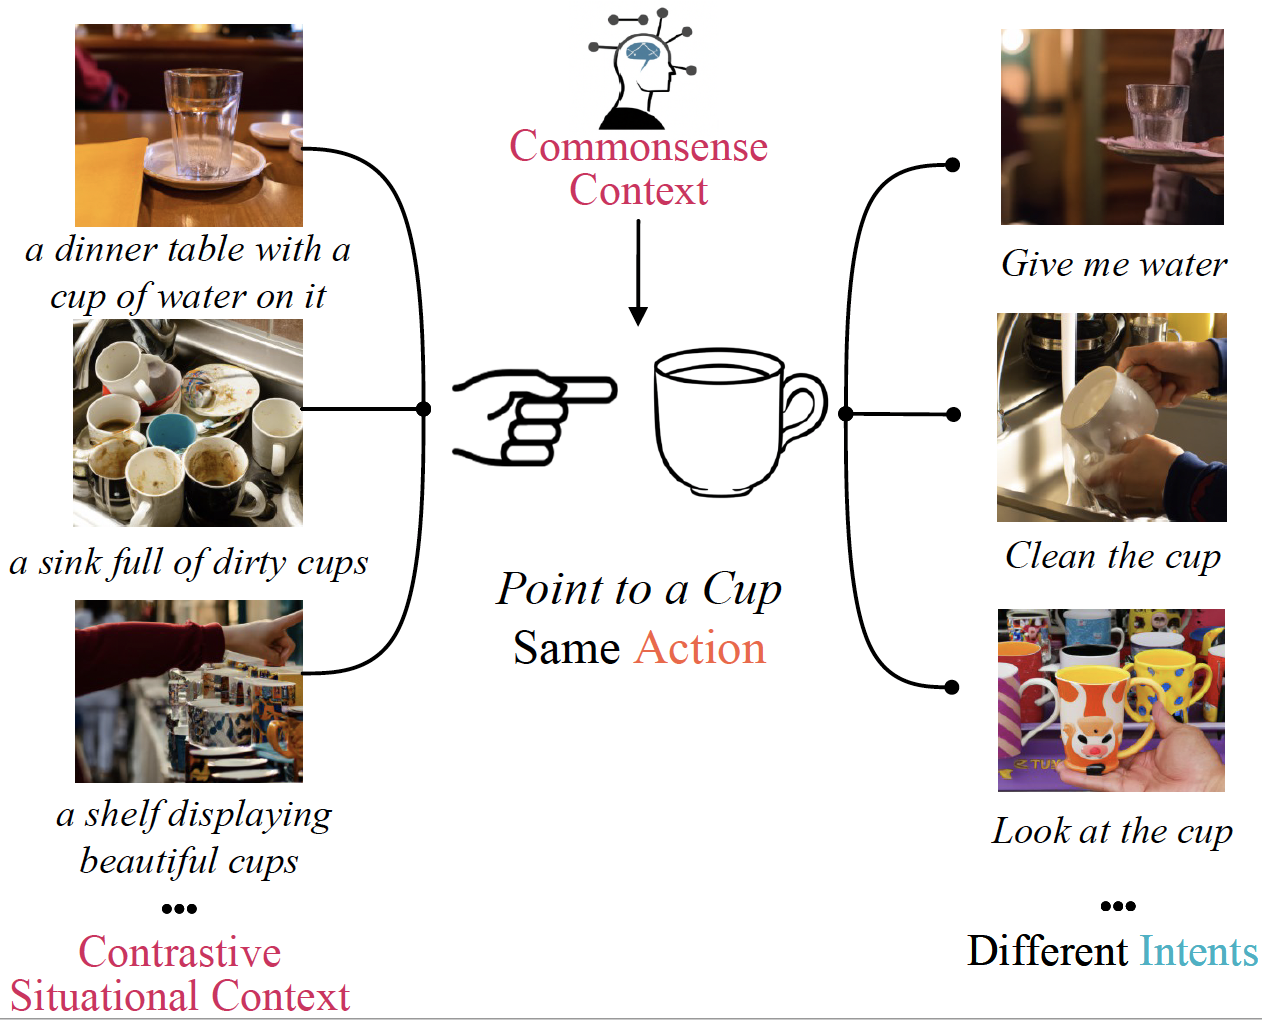 a dinner table with a
cup of water on it
a sink full of dirty cups
a shelf displaying
beautiful cups
...
Contrastive
Situational Context
Commonsense
Context
Point to a Cup
Same Action
Give me water
Clean the cup
Look at the cup
...
Different Intents